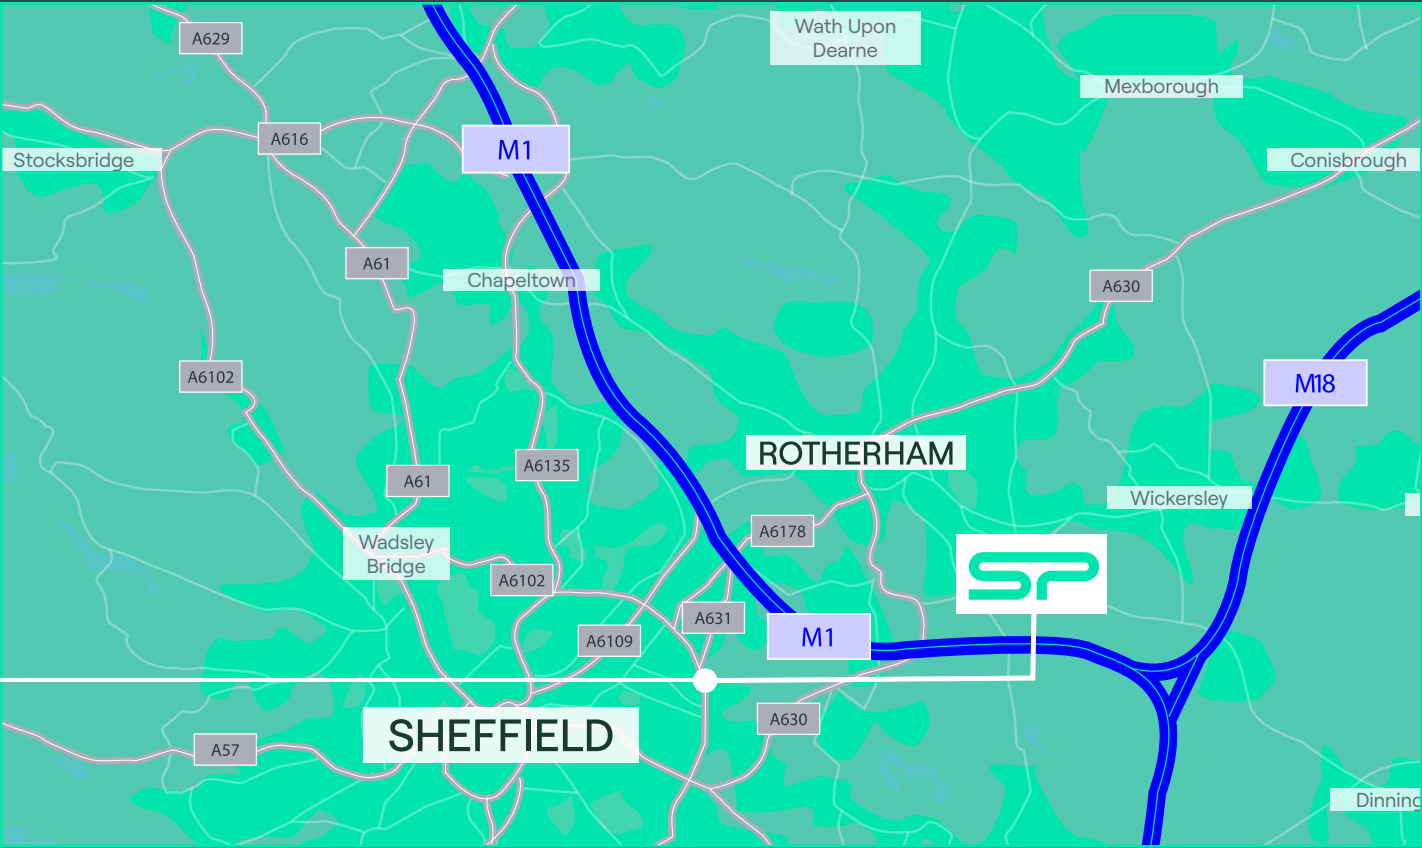 A629
Wath Upon
Dearne
Mexborough
A616
M1
Stocksbridge
Conisbrough
A61
Chapeltown
A630
A6102
M18
ROTHERHAM
A6135
A61
Wickersley
A6178
Wadsley
Bridge
A6102
SP
A631
A6109
M1
A630
SHEFFIELD
A57
Dinning